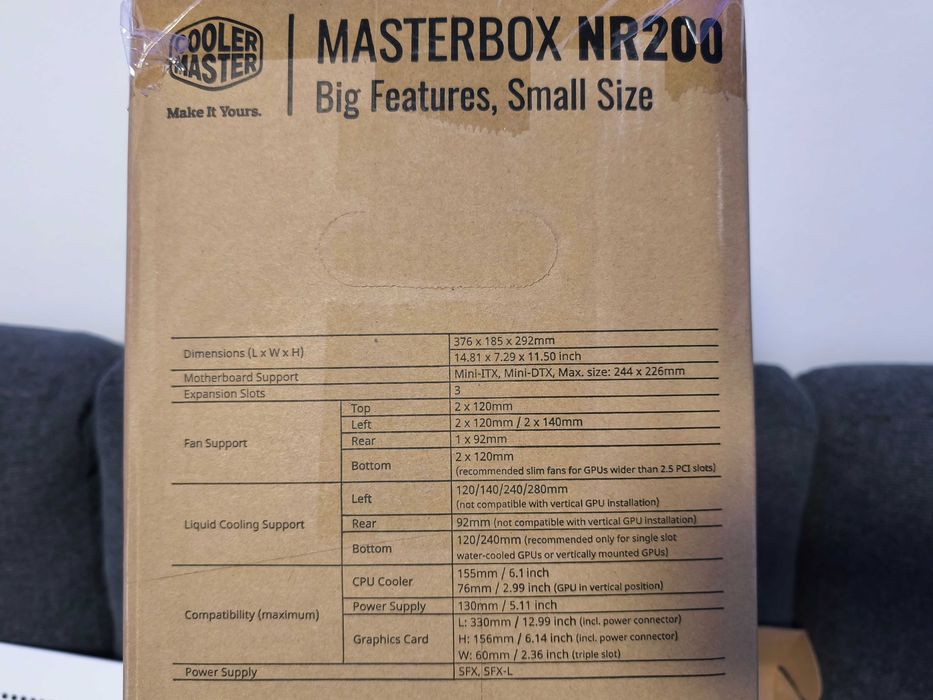 COOLER MASTER
Make It Yours.
MASTERBOX NR200
Big Features, Small Size
Dimensions (L x W x H)
376 x 185 x 292mm
14.81 x 7.29 x 11.50 inch
Motherboard Support Mini-ITX, Mini-DTX, Max. size: 244 x 226mm
Expansion Slots 3
Fan Support
Top 2 x 120mm
Left 2 x 120mm / 2 x 140mm
Rear 1 x 92mm
Bottom 2 x 120mm
(recommended slim fans for GPUs wider than 2.5 PCI slots)
Liquid Cooling Support
Left 120/140/240/280mm
(not compatible with vertical GPU installation)
Rear 92mm (not compatible with vertical GPU installation)
Bottom 120/240mm (recommended only for single slot
water-cooled GPUs or vertically mounted GPUs)
Compatibility (maximum)
CPU Cooler 155mm / 6.1 inch
76mm / 2.99 inch (GPU in vertical position)
Power Supply 130mm / 5.11 inch
Graphics Card L: 330mm / 12.99 inch (incl. power connector)
H: 156mm / 6.14 inch (incl. power connector)
W: 60mm / 2.36 inch (triple slot)
Power Supply SFX, SFX-L